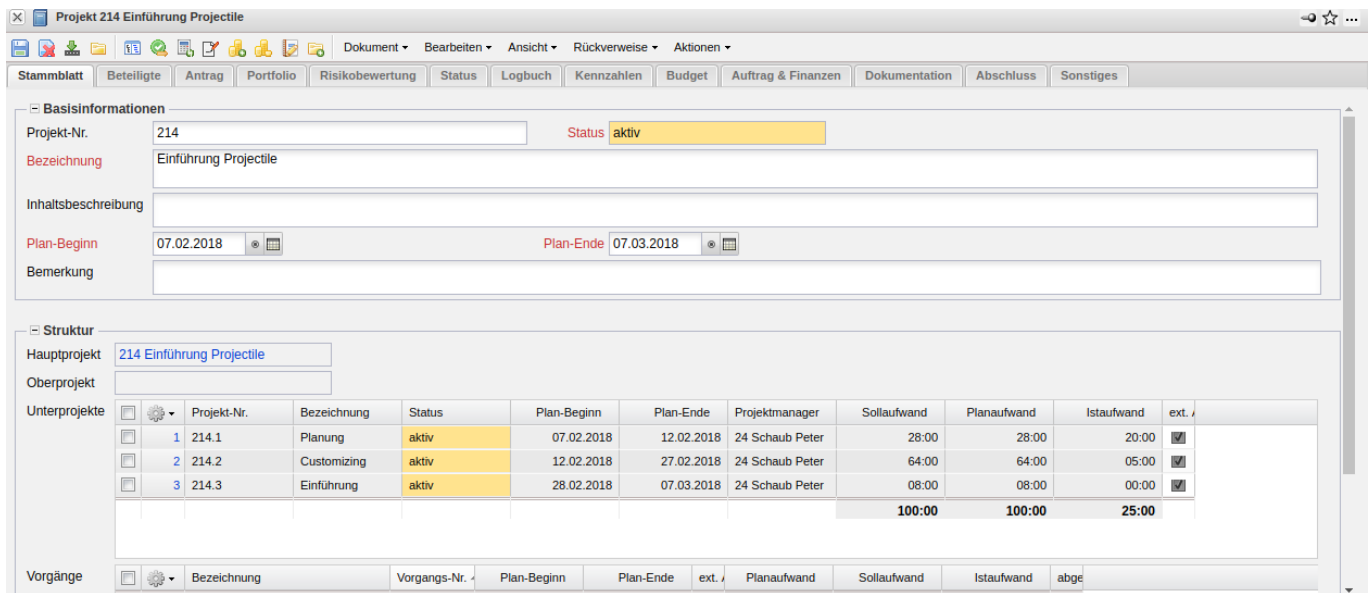 Projekt 214 Einführung Projectile
Dokument Bearbeiten Ansicht Rückverweise Aktionen
Stammblatt Beteiligte Antrag Portfolio Risikobewertung Status Logbuch Kennzahlen Budget Auftrag & Finanzen Dokumentation Abschluss Sonstiges
Basisinformationen
Projekt-Nr. 214 Status aktiv
Bezeichnung Einführung Projectile
Inhaltsbeschreibung
Plan-Beginn 07.02.2018 Plan-Ende 07.03.2018
Bemerkung
Struktur
Hauptprojekt 214 Einführung Projectile
Oberprojekt
Unterprojekte Projekt-Nr. Bezeichnung Status Plan-Beginn Plan-Ende Projektmanager Sollaufwand Planaufwand Istaufwand ext.
1 214.1 Planung aktiv 07.02.2018 12.02.2018 24 Schaub Peter 28:00 28:00 20:00
2 214.2 Customizing aktiv 12.02.2018 27.02.2018 24 Schaub Peter 64:00 64:00 05:00
3 214.3 Einführung aktiv 28.02.2018 07.03.2018 24 Schaub Peter 08:00 08:00 00:00
100:00 100:00 25:00
Vorgänge Bezeichnung Vorgangs-Nr. Plan-Beginn Plan-Ende ext. Planaufwand Sollaufwand Istaufwand abge